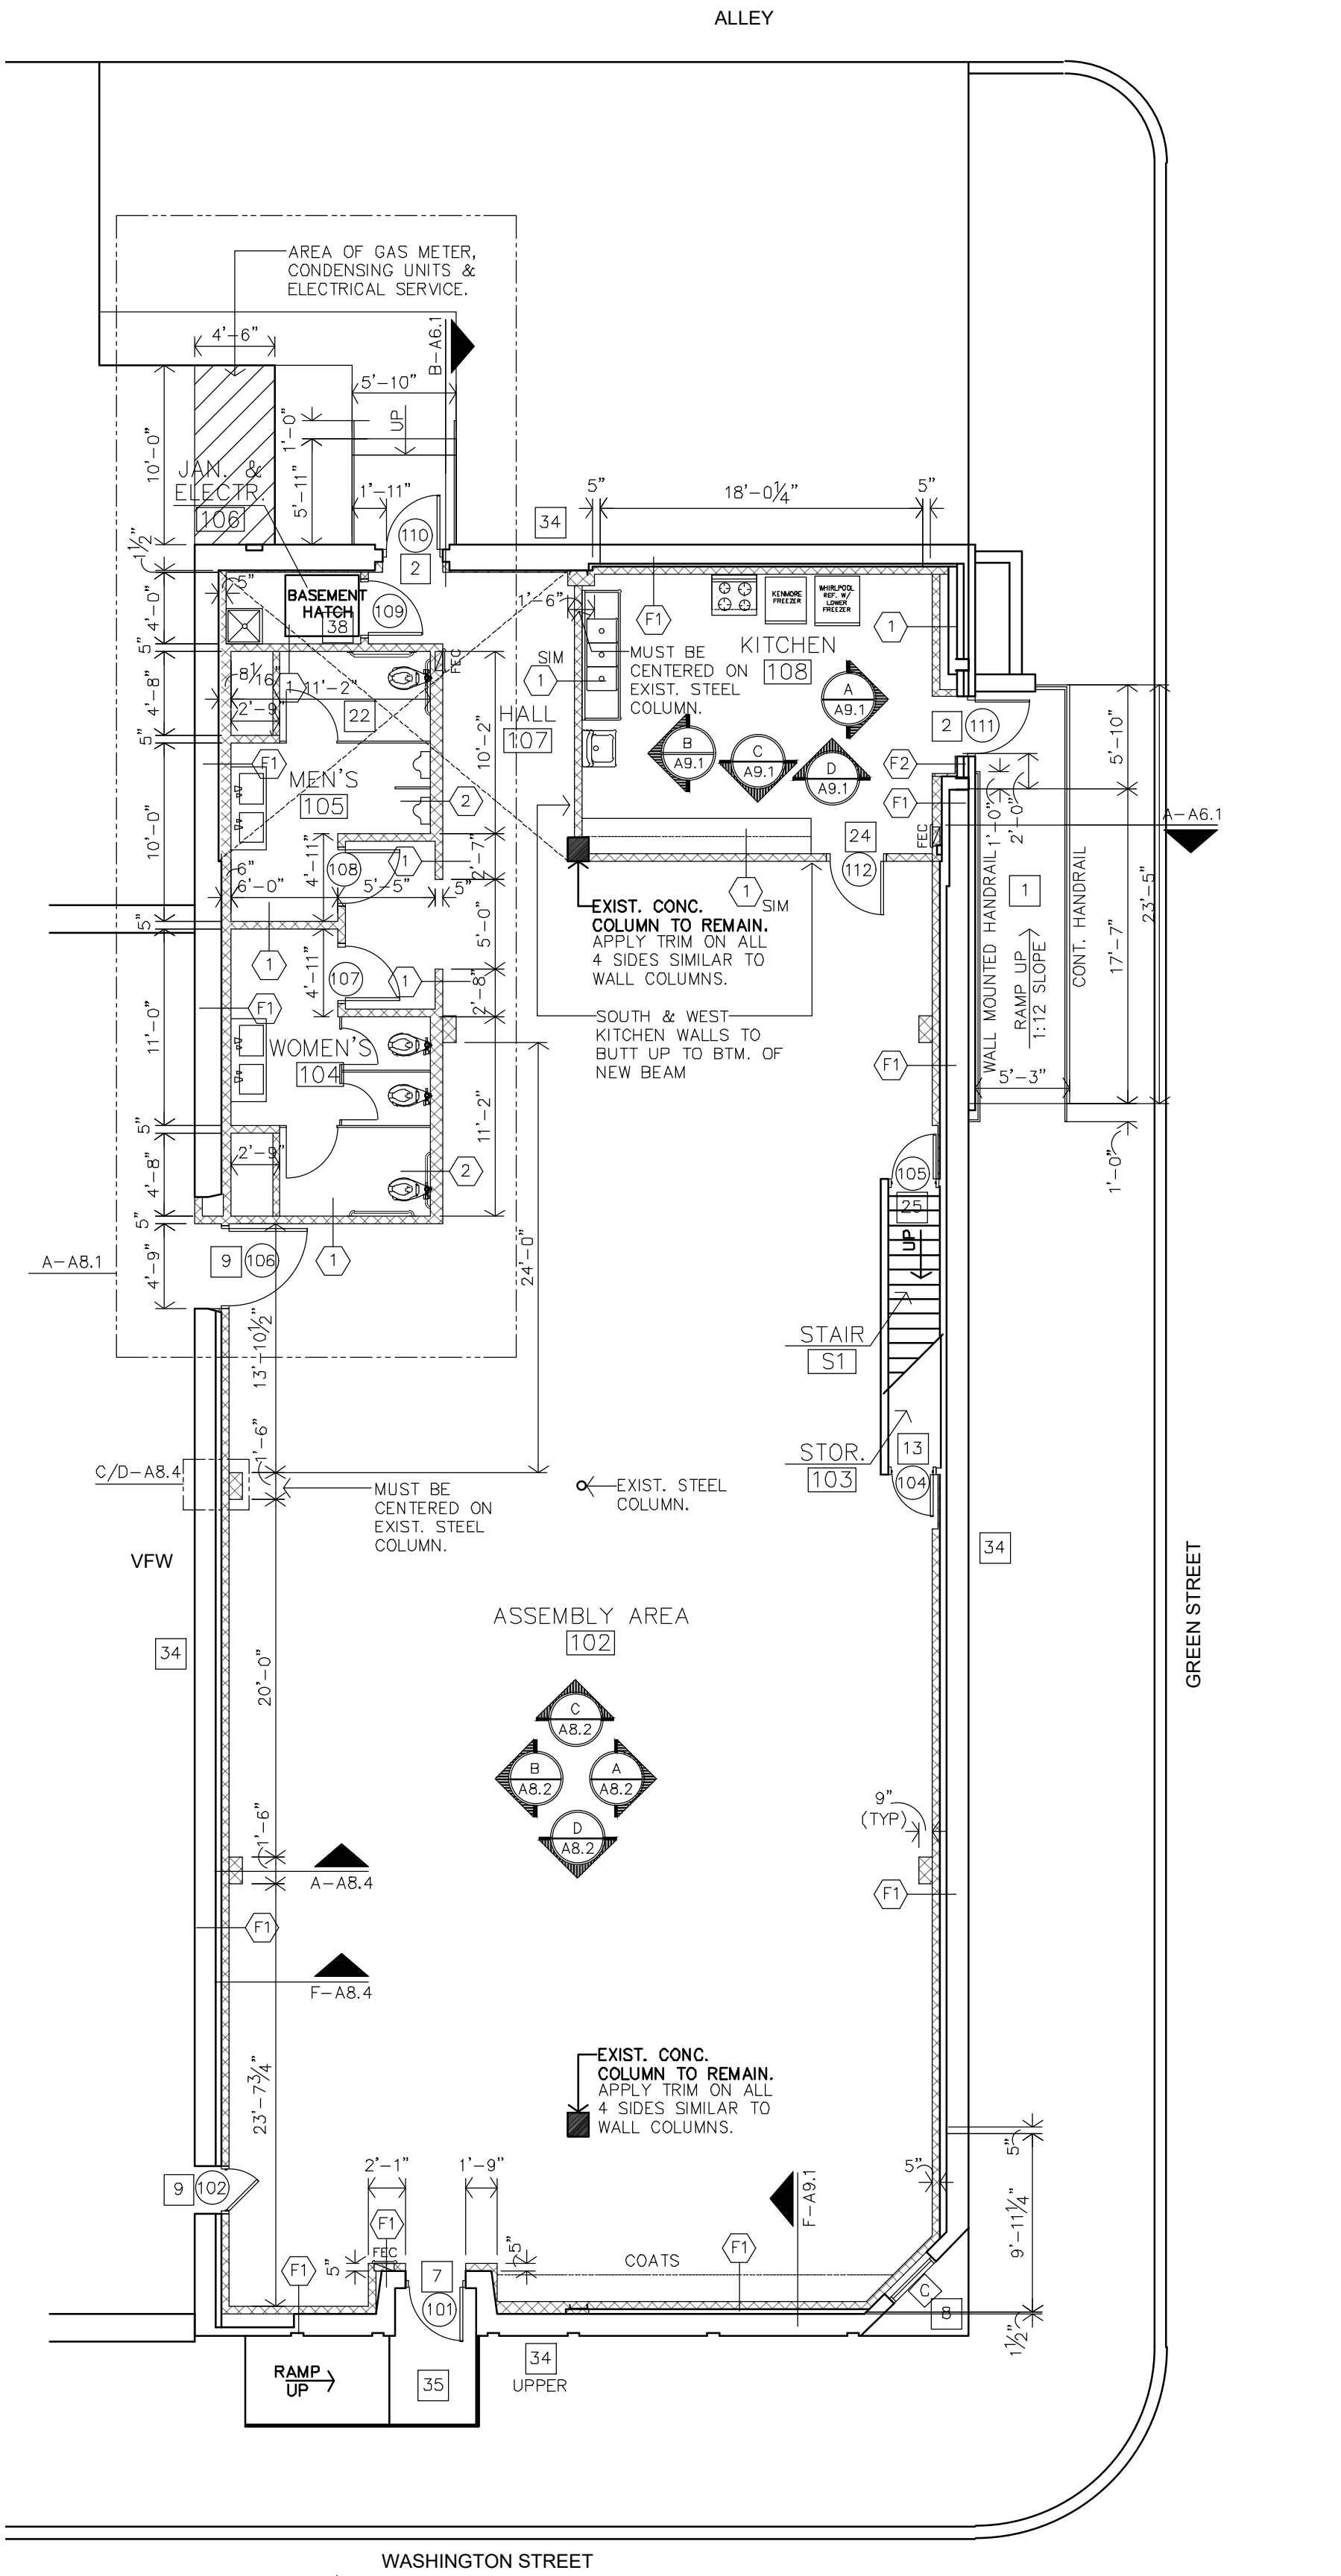 ALLEY
AREA OF GAS METER,
CONDENSING UNITS &
ELECTRICAL SERVICE.
4'-6"
B-A6.1
5'-10"
UP
10'-0"
1'-0"
5'-11"
JAN. &
ELECTR.
106
1'-11"
110
2
34
5"
18'-0 1/4"
5"
1 1/2"
5"
BASEMENT
HATCH
38
109
4'-0"
1'-6"
F1
KENMORE
FREEZER
WHIRLPOOL
REF. W/
LOWER
FREEZER
1
KITCHEN
108
MUST BE
CENTERED ON
EXIST. STEEL
COLUMN.
SIM
1
FEC
5"
4'-8"
8 1/16"
1
11'-2"
2'-9"
22
HALL
107
10'-2"
A
A9.1
B
A9.1
C
A9.1
D
A9.1
2
111
F2
F1
5'-10"
5"
F1
MEN'S
105
2
10'-0"
1'-0"
2'-0"
A-A6.1
24
FEC
112
1
SIM
6"
6'-0"
4'-11"
108
1
5'-5"
5"
2'-7"
5'-0"
EXIST. CONC.
COLUMN TO REMAIN.
APPLY TRIM ON ALL
4 SIDES SIMILAR TO
WALL COLUMNS.
WALL MOUNTED HANDRAIL
RAMP UP
1:12 SLOPE
1
CONT. HANDRAIL
17'-7"
23'-5"
5"
1
4'-11"
107
1
2'-8"
F1
11'-0"
WOMEN'S
104
SOUTH & WEST
KITCHEN WALLS TO
BUTT UP TO BTM. OF
NEW BEAM
F1
5'-3"
11'-2"
5"
2'-9"
4'-8"
2
1'-0"
105
25
UP
5"
4'-9"
9
106
1
A-A8.1
24'-0"
13'-10 1/2"
STAIR
S1
1'-6"
C/D-A8.4
MUST BE
CENTERED ON
EXIST. STEEL
COLUMN.
EXIST. STEEL
COLUMN.
STOR.
103
13
104
VFW
34
34
GREEN STREET
ASSEMBLY AREA
102
20'-0"
C
A8.2
B
A8.2
A
A8.2
D
A8.2
9"
(TYP)
1'-6"
A-A8.4
F1
F1
F-A8.4
EXIST. CONC.
COLUMN TO REMAIN.
APPLY TRIM ON ALL
4 SIDES SIMILAR TO
WALL COLUMNS.
23'-7 3/4"
9
102
2'-1"
1'-9"
F1
FEC
5"
F1
7
101
5"
COATS
F1
F-A9.1
5"
5"
9'-11 1/4"
C
8
1 1/2"
RAMP
UP
35
34
UPPER
WASHINGTON STREET